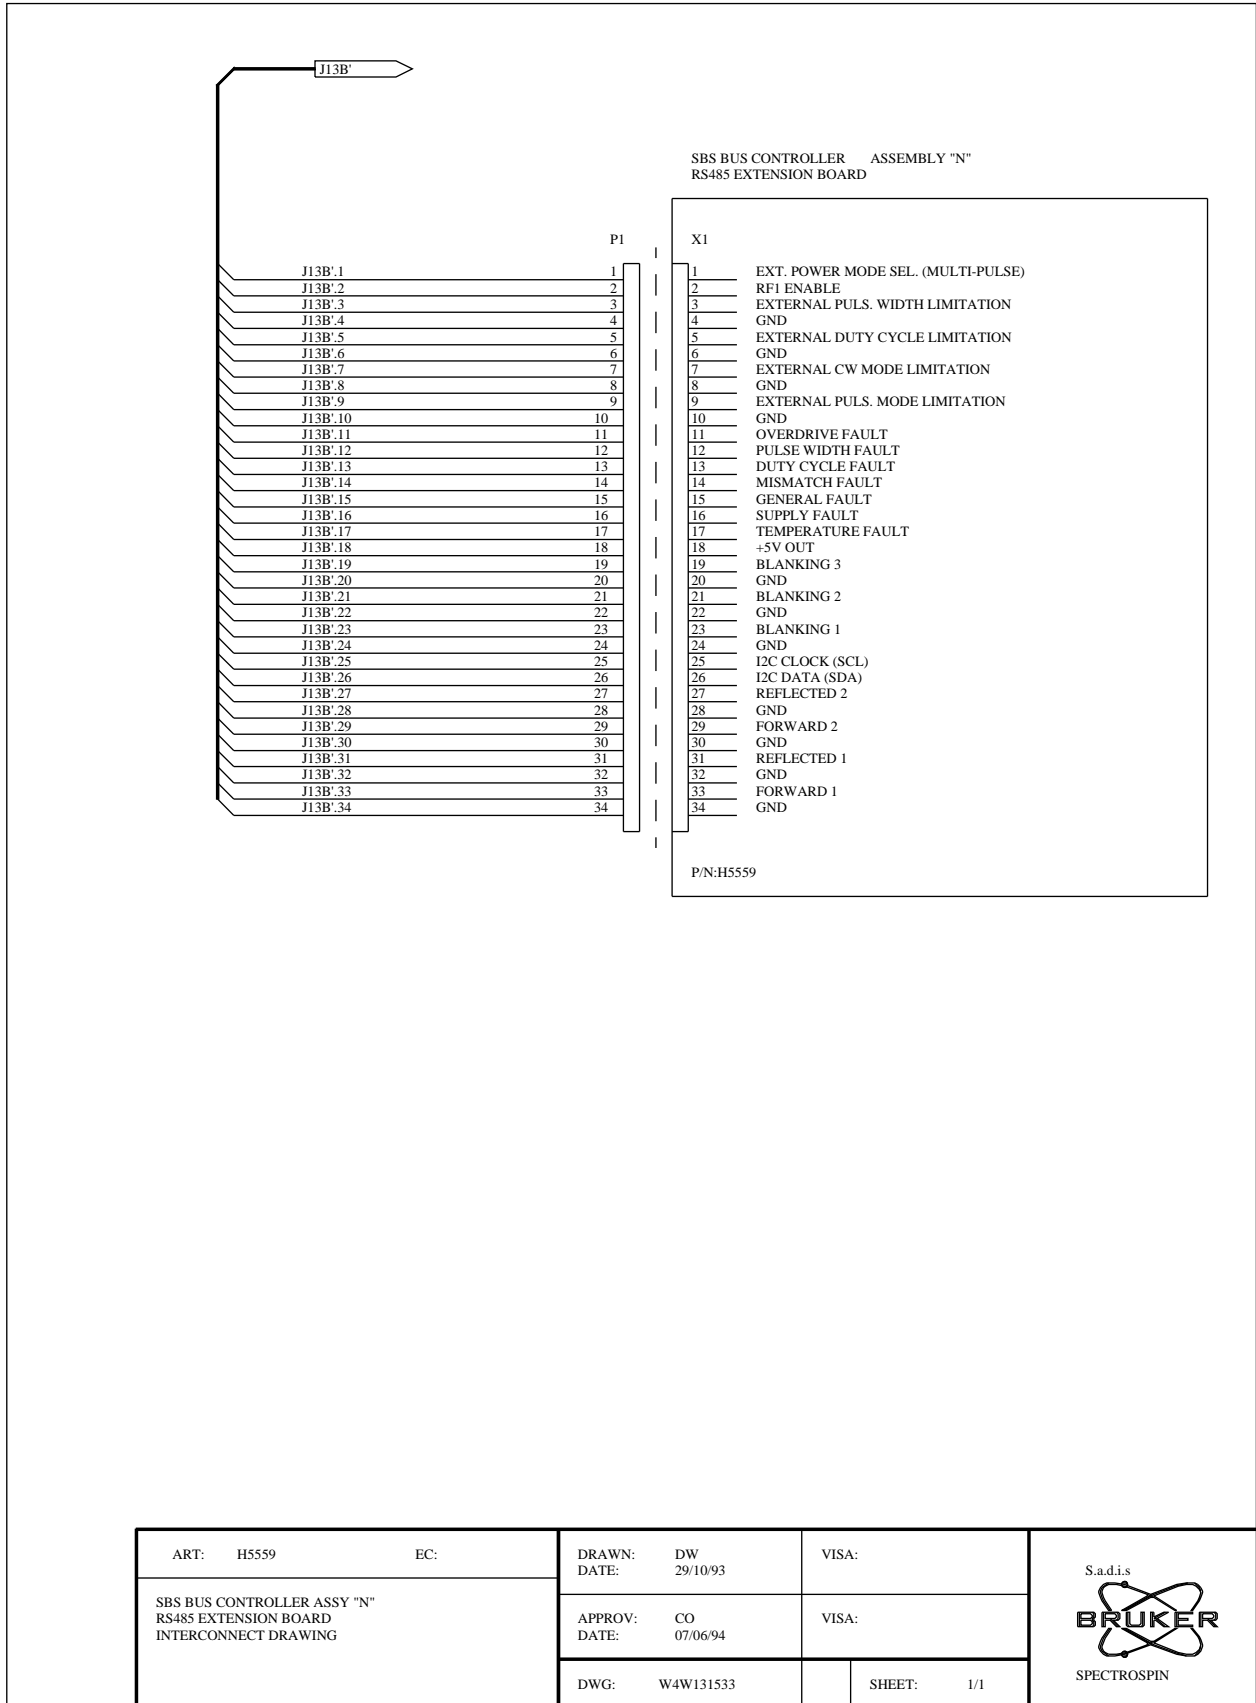 J13B'
SBS BUS CONTROLLER ASSEMBLY "N"
RS485 EXTENSION BOARD
P1 X1
J13B'.1 1 1 EXT. POWER MODE SEL. (MULTI-PULSE)
J13B'.2 2 2 RF1 ENABLE
J13B'.3 3 3 EXTERNAL PULS. WIDTH LIMITATION
J13B'.4 4 4 GND
J13B'.5 5 5 EXTERNAL DUTY CYCLE LIMITATION
J13B'.6 6 6 GND
J13B'.7 7 7 EXTERNAL CW MODE LIMITATION
J13B'.8 8 8 GND
J13B'.9 9 9 EXTERNAL PULS. MODE LIMITATION
J13B'.10 10 10 GND
J13B'.11 11 11 OVERDRIVE FAULT
J13B'.12 12 12 PULSE WIDTH FAULT
J13B'.13 13 13 DUTY CYCLE FAULT
J13B'.14 14 14 MISMATCH FAULT
J13B'.15 15 15 GENERAL FAULT
J13B'.16 16 16 SUPPLY FAULT
J13B'.17 17 17 TEMPERATURE FAULT
J13B'.18 18 18 +5V OUT
J13B'.19 19 19 BLANKING 3
J13B'.20 20 20 GND
J13B'.21 21 21 BLANKING 2
J13B'.22 22 22 GND
J13B'.23 23 23 BLANKING 1
J13B'.24 24 24 GND
J13B'.25 25 25 I2C CLOCK (SCL)
J13B'.26 26 26 I2C DATA (SDA)
J13B'.27 27 27 REFLECTED 2
J13B'.28 28 28 GND
J13B'.29 29 29 FORWARD 2
J13B'.30 30 30 GND
J13B'.31 31 31 REFLECTED 1
J13B'.32 32 32 GND
J13B'.33 33 33 FORWARD 1
J13B'.34 34 34 GND
P/N:H5559
ART: H5559 EC:
SBS BUS CONTROLLER ASSY "N"
RS485 EXTENSION BOARD
INTERCONNECT DRAWING
DRAWN: DW
DATE: 29/10/93
VISA:
APPROV: CO
DATE: 07/06/94
VISA:
DWG: W4W131533
SHEET: 1/1
S.a.d.i.s
BRUKER
SPECTROSPIN